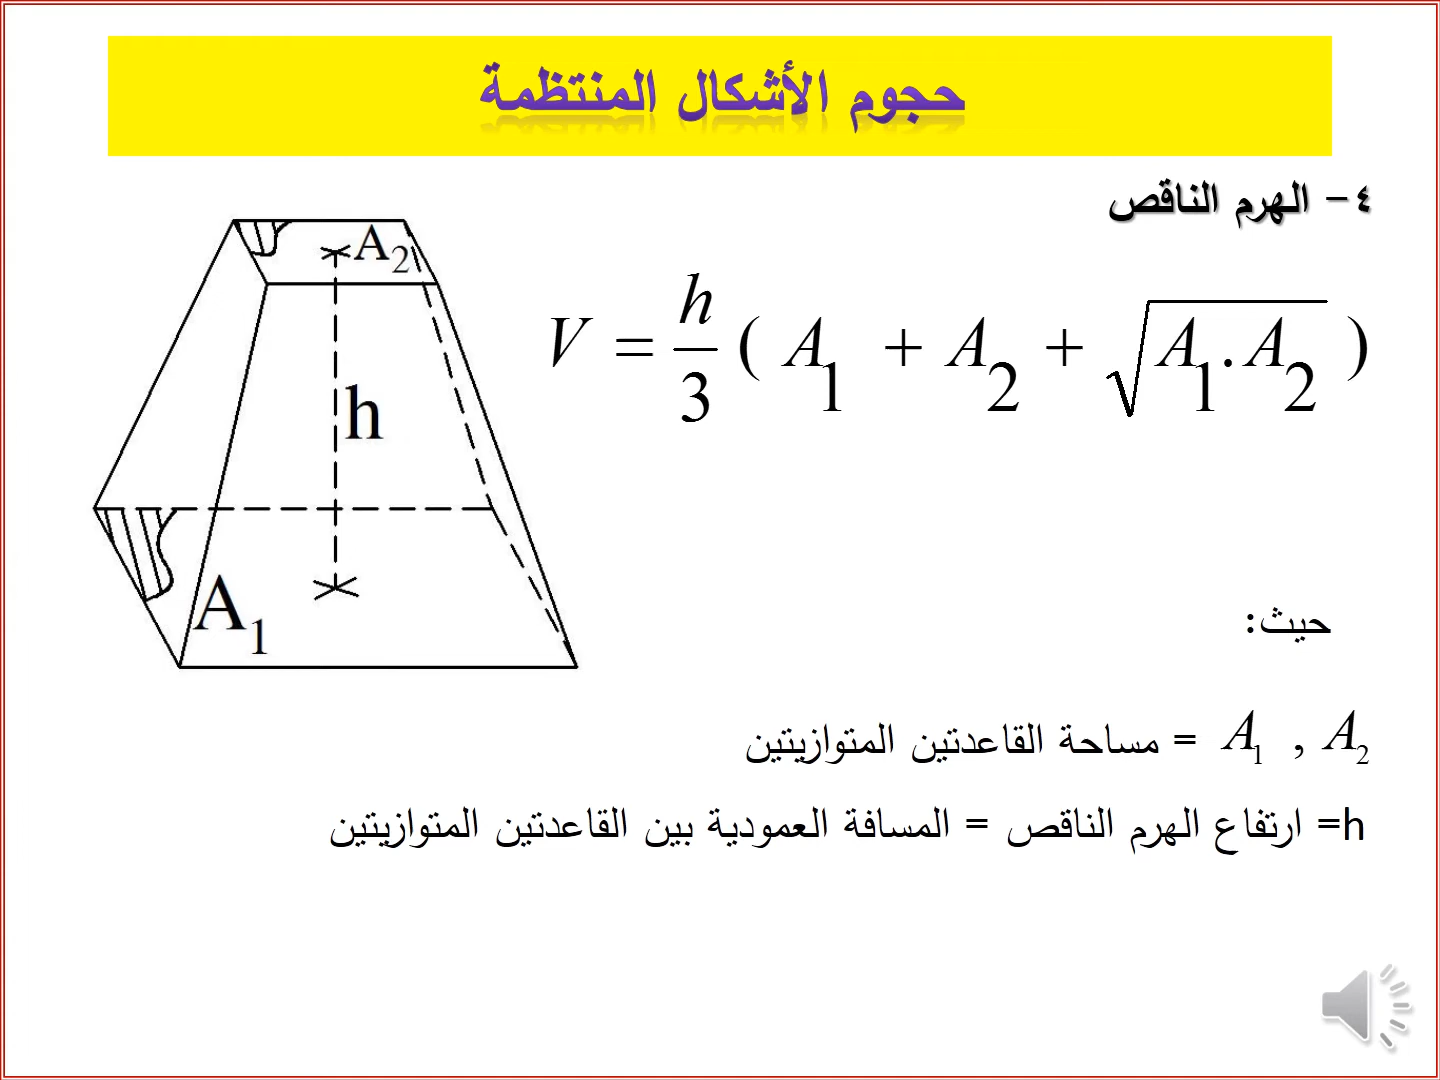 حجوم الأشكال المنتظمة
٤- الهرم الناقص
V = h/3 ( A1 + A2 + √A1.A2 )
A2
h
A1
حيث:
A1 , A2 = مساحة القاعدتين المتوازيتين
h= ارتفاع الهرم الناقص = المسافة العمودية بين القاعدتين المتوازيتين